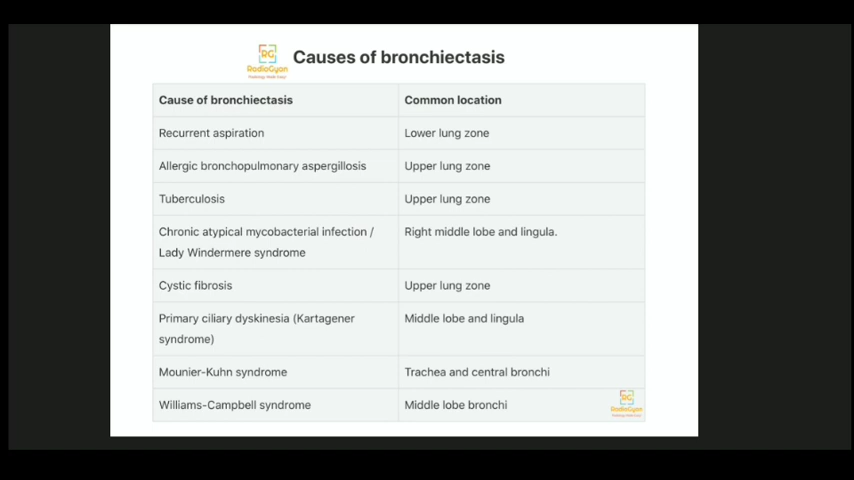 RG
RadioGyan
Causes of bronchiectasis
Cause of bronchiectasis
Common location
Recurrent aspiration
Lower lung zone
Allergic bronchopulmonary aspergillosis
Upper lung zone
Tuberculosis
Upper lung zone
Chronic atypical mycobacterial infection /
Lady Windermere syndrome
Right middle lobe and lingula.
Cystic fibrosis
Upper lung zone
Primary ciliary dyskinesia (Kartagener
syndrome)
Middle lobe and lingula
Mounier-Kuhn syndrome
Trachea and central bronchi
Williams-Campbell syndrome
Middle lobe bronchi
RG
RadioGyan